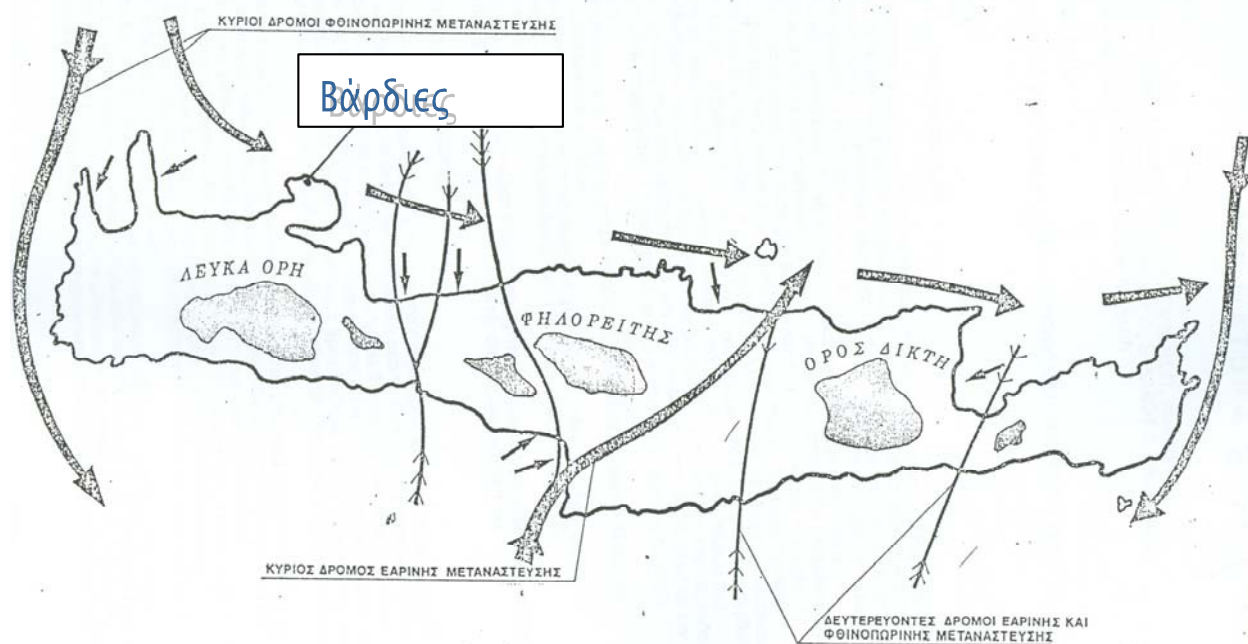 ΚΥΡΙΟΙ ΔΡΟΜΟΙ ΦΘΙΝΟΠΩΡΙΝΗΣ ΜΕΤΑΝΑΣΤΕΥΣΗΣ
Βάρδιες
ΛΕΥΚΑ ΟΡΗ
ΨΗΛΟΡΕΙΤΗΣ
ΟΡΟΣ ΔΙΚΤΗ
ΚΥΡΙΟΣ ΔΡΟΜΟΣ ΕΑΡΙΝΗΣ ΜΕΤΑΝΑΣΤΕΥΣΗΣ
ΔΕΥΤΕΡΕΥΟΝΤΕΣ ΔΡΟΜΟΙ ΕΑΡΙΝΗΣ ΚΑΙ
ΦΘΙΝΟΠΩΡΙΝΗΣ ΜΕΤΑΝΑΣΤΕΥΣΗΣ